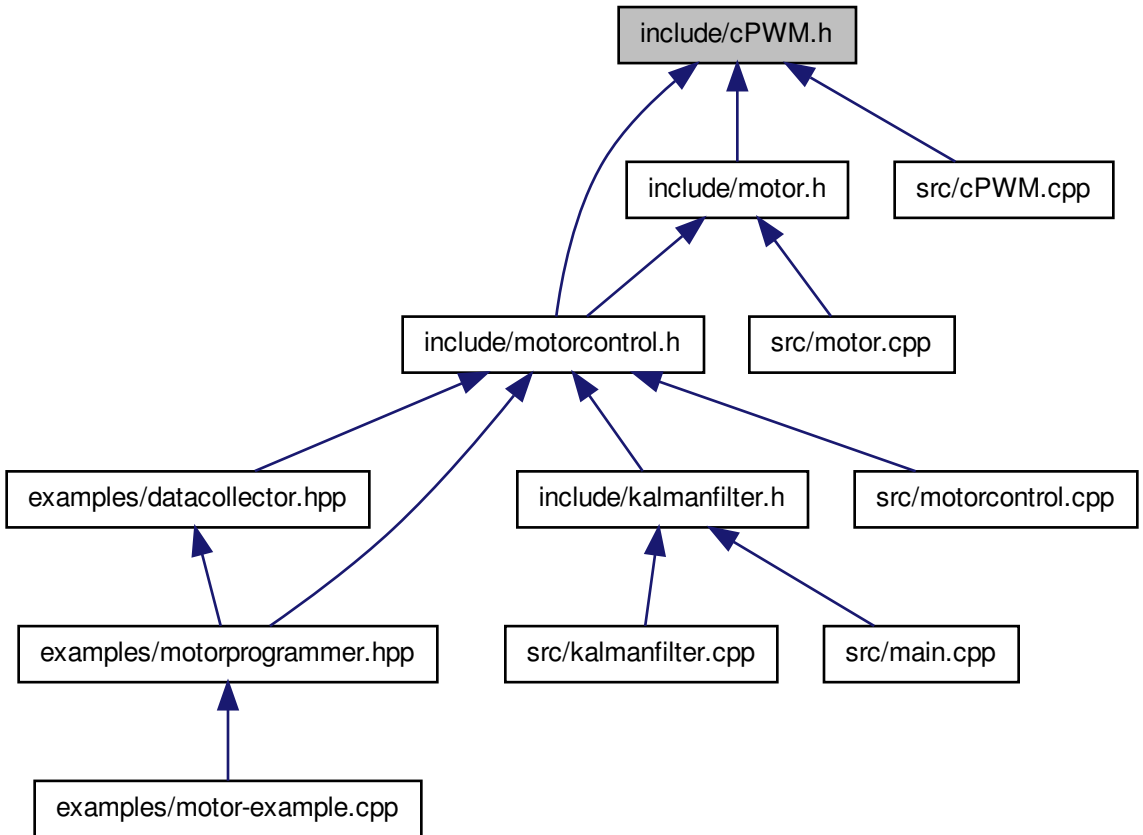 include/cPWM.h
include/motor.h
src/cPWM.cpp
include/motorcontrol.h
src/motor.cpp
examples/datacollector.hpp
include/kalmanfilter.h
src/motorcontrol.cpp
examples/motorprogrammer.hpp
src/kalmanfilter.cpp
src/main.cpp
examples/motor-example.cpp